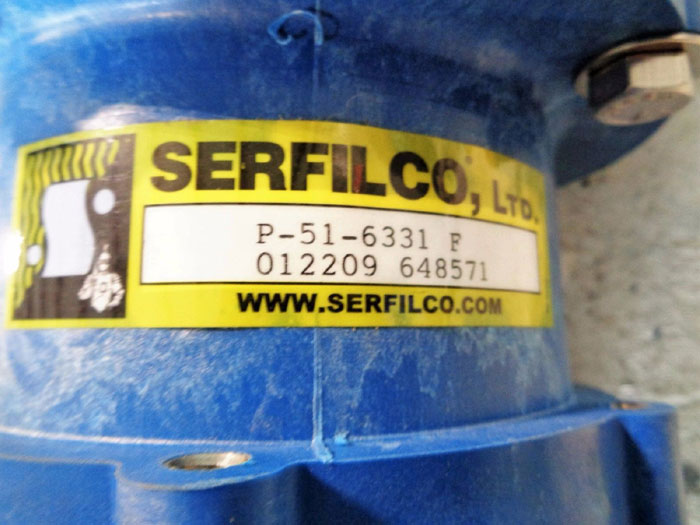 SERFILCO, LTD.
P-51-6331 F
012209 648571
WWW.SERFILCO.COM